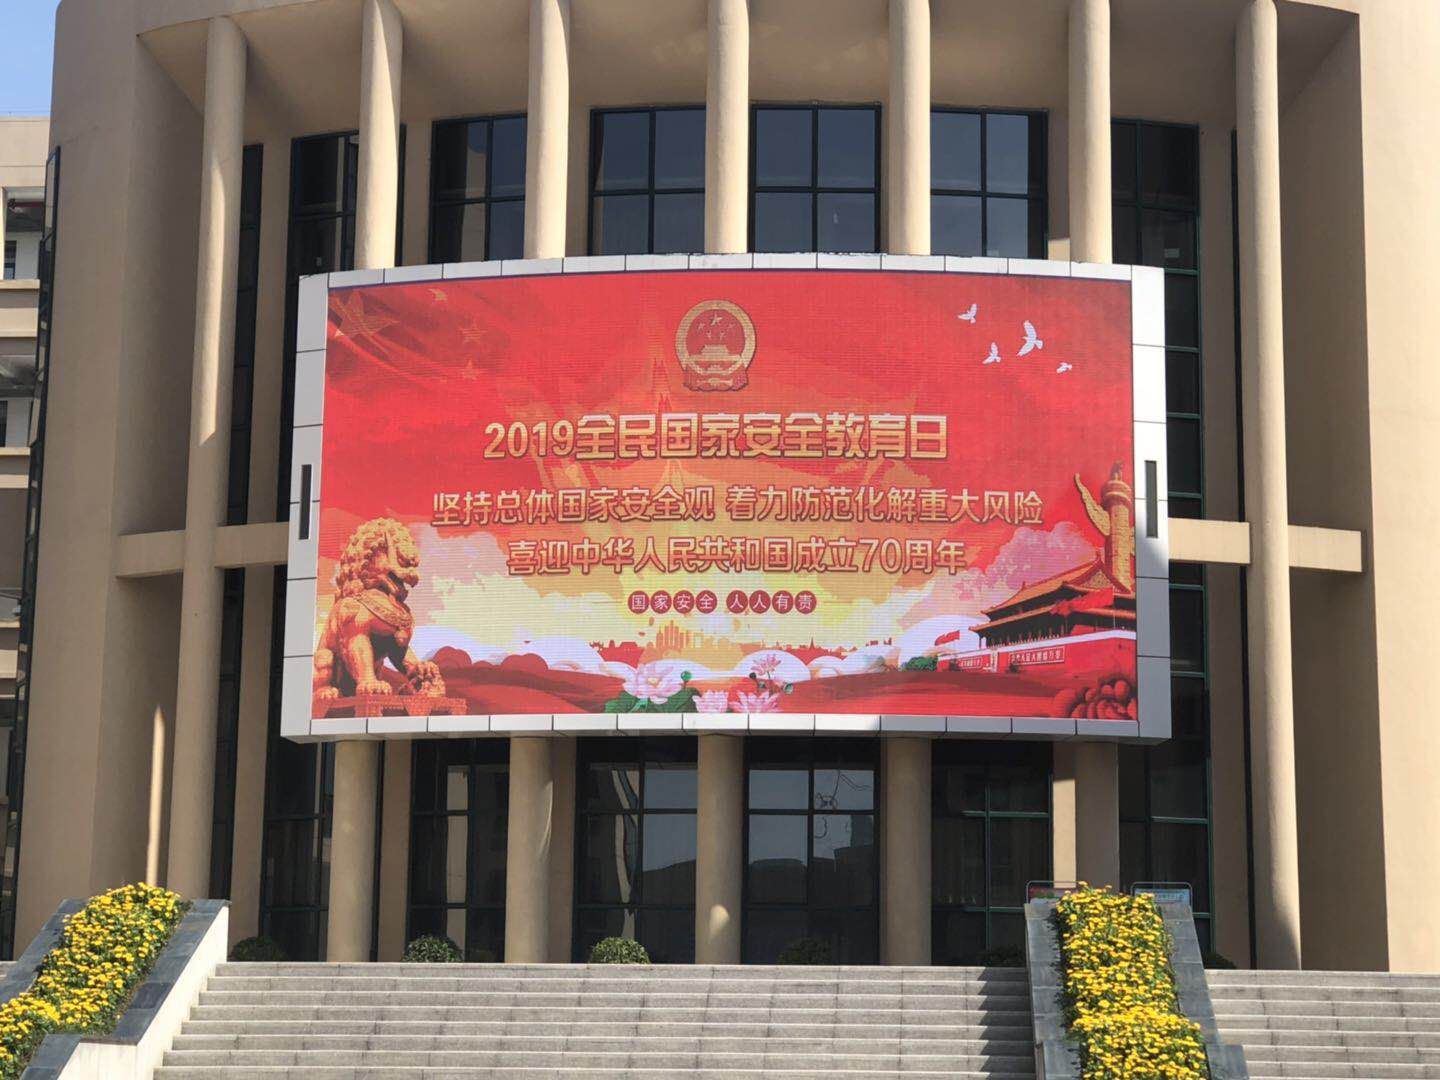 2019全民国家安全教育日
坚持总体国家安全观 着力防范化解重大风险
喜迎中华人民共和国成立70周年
国家安全 人人有责